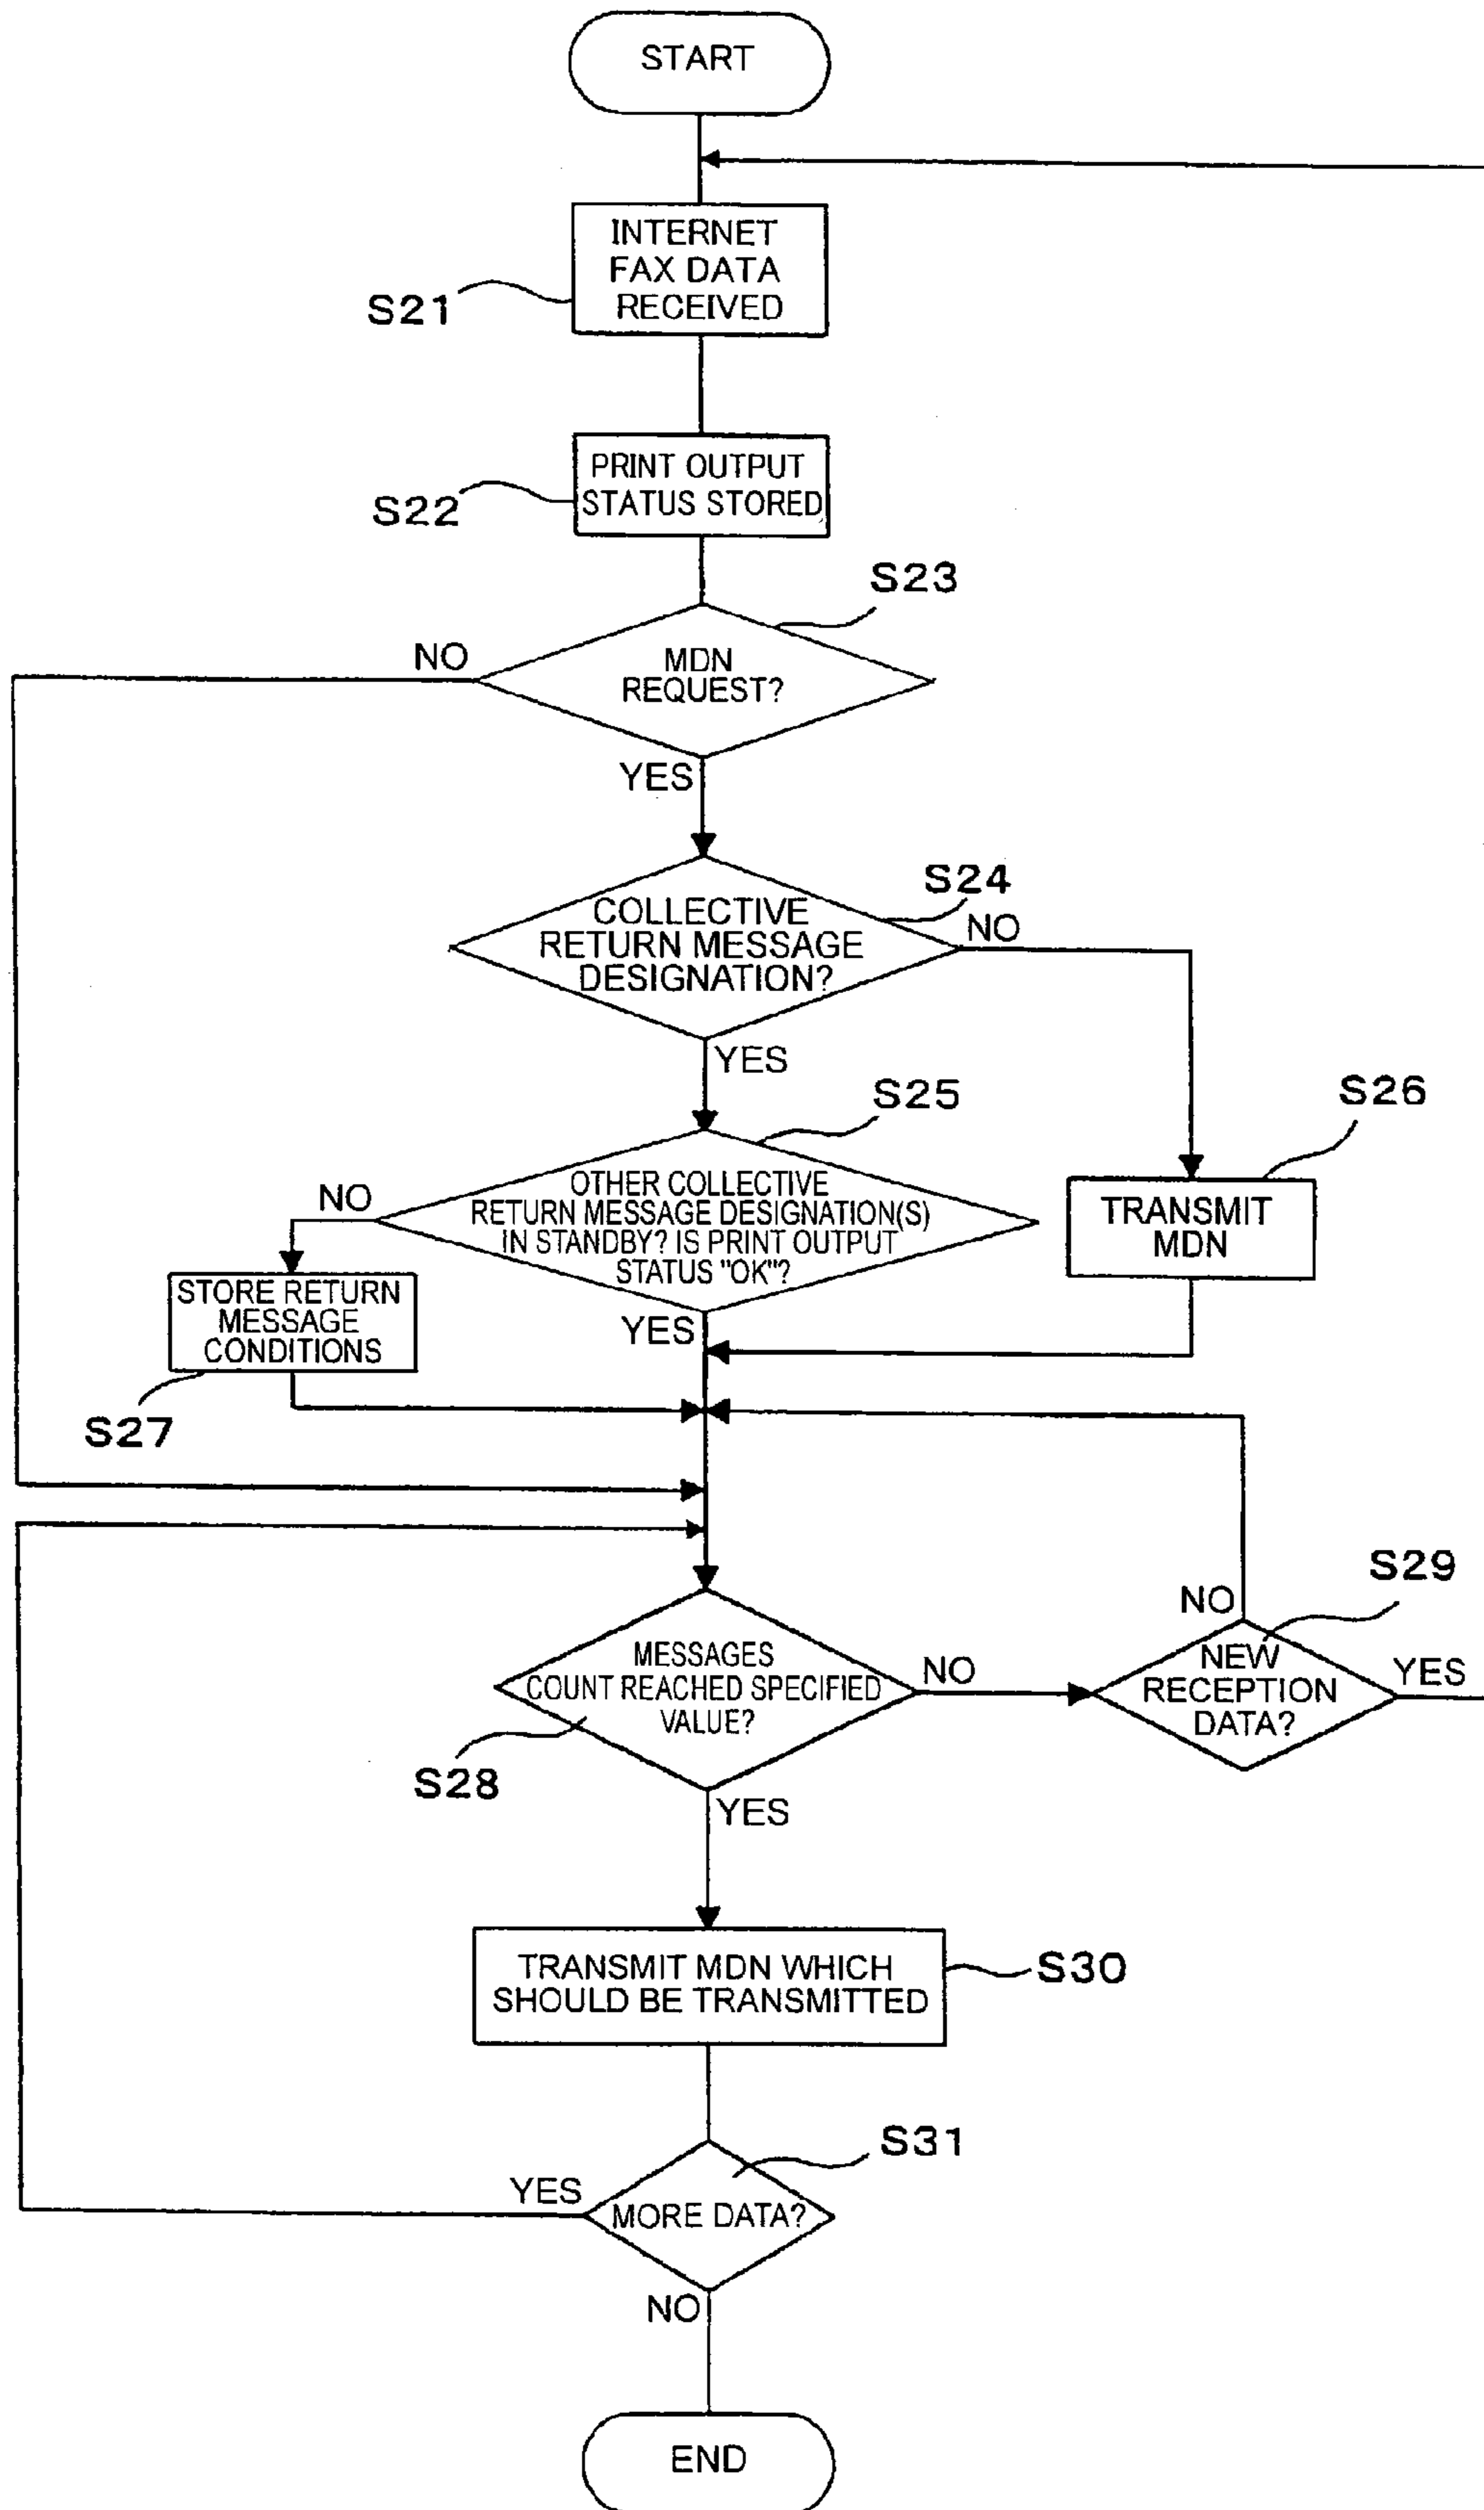 START
INTERNET
FAX DATA
RECEIVED
S21
PRINT OUTPUT
STATUS STORED
S22
S23
NO
MDN
REQUEST?
YES
S24
COLLECTIVE
RETURN MESSAGE
DESIGNATION?
NO
YES
S25
S26
OTHER COLLECTIVE
RETURN MESSAGE DESIGNATION(S)
IN STANDBY? IS PRINT OUTPUT
STATUS "OK"?
NO
TRANSMIT
MDN
STORE RETURN
MESSAGE
CONDITIONS
YES
S27
S29
NO
MESSAGES
COUNT REACHED SPECIFIED
VALUE?
NO
NEW
RECEPTION
DATA?
YES
S28
YES
TRANSMIT MDN WHICH
SHOULD BE TRANSMITTED
S30
S31
YES
MORE DATA?
NO
END